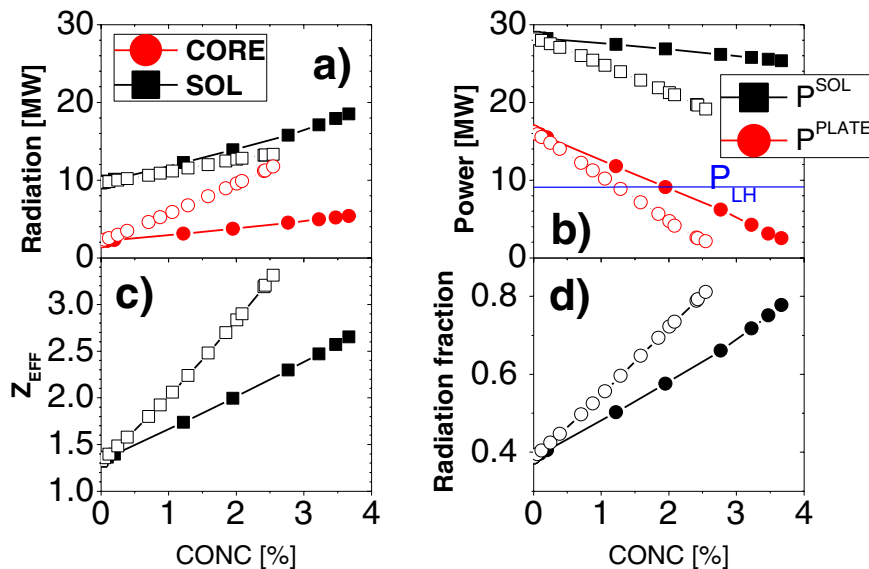 a)
CORE
SOL
Radiation [MW]
30
20
10
0
b)
P^SOL
P^PLATE
P_LH
Power [MW]
30
20
10
0
c)
Z_EFF
3.0
2.5
2.0
1.5
1.0
0 1 2 3 4
CONC [%]
d)
Radiation fraction
0.8
0.6
0.4
0 1 2 3 4
CONC [%]